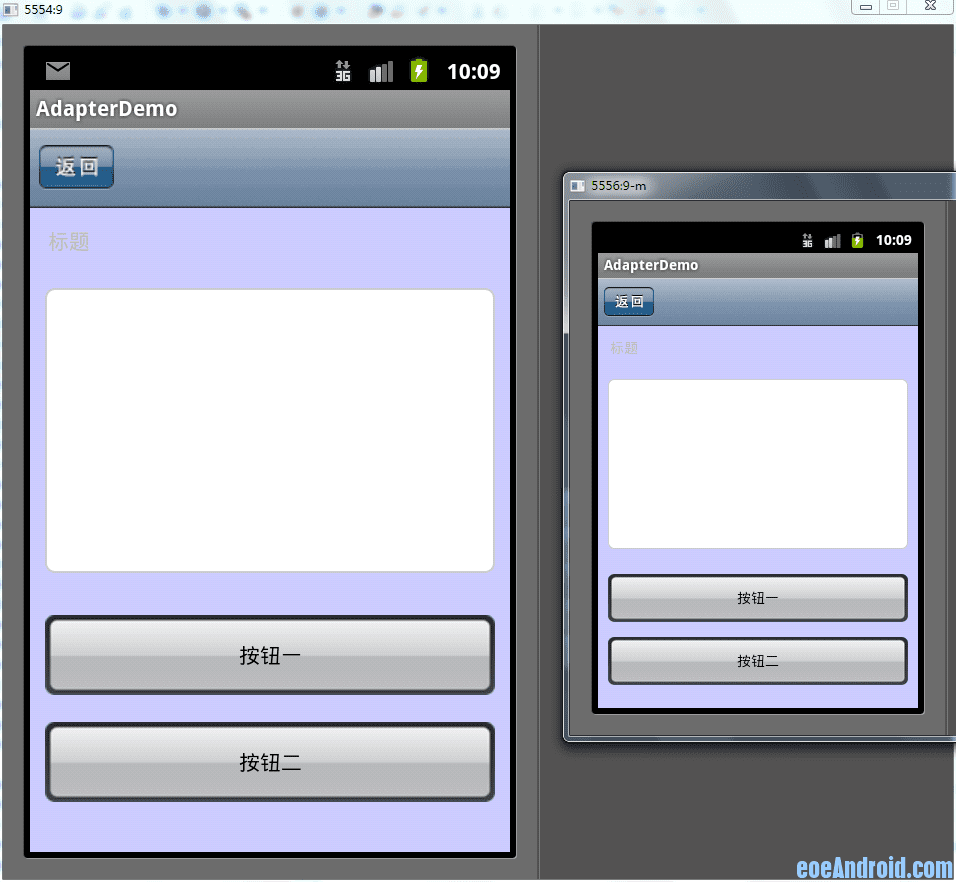 5554:9
3G
10:09
AdapterDemo
返回
标题
按钮一
按钮二
5556:9-m
3G
10:09
AdapterDemo
返回
标题
按钮一
按钮二
eoeAndroid.com